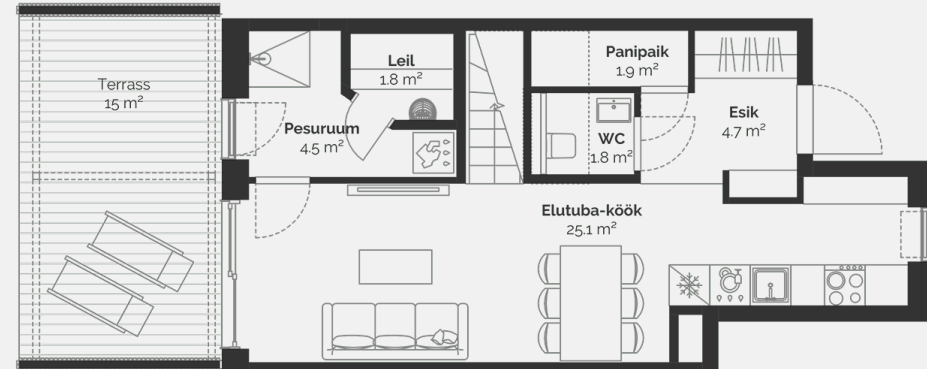 Terrass
15 m²
Leil
1.8 m²
Pesuruum
4.5 m²
Panipaik
1.9 m²
WC
1.8 m²
Esik
4.7 m²
Elutuba-köök
25.1 m²